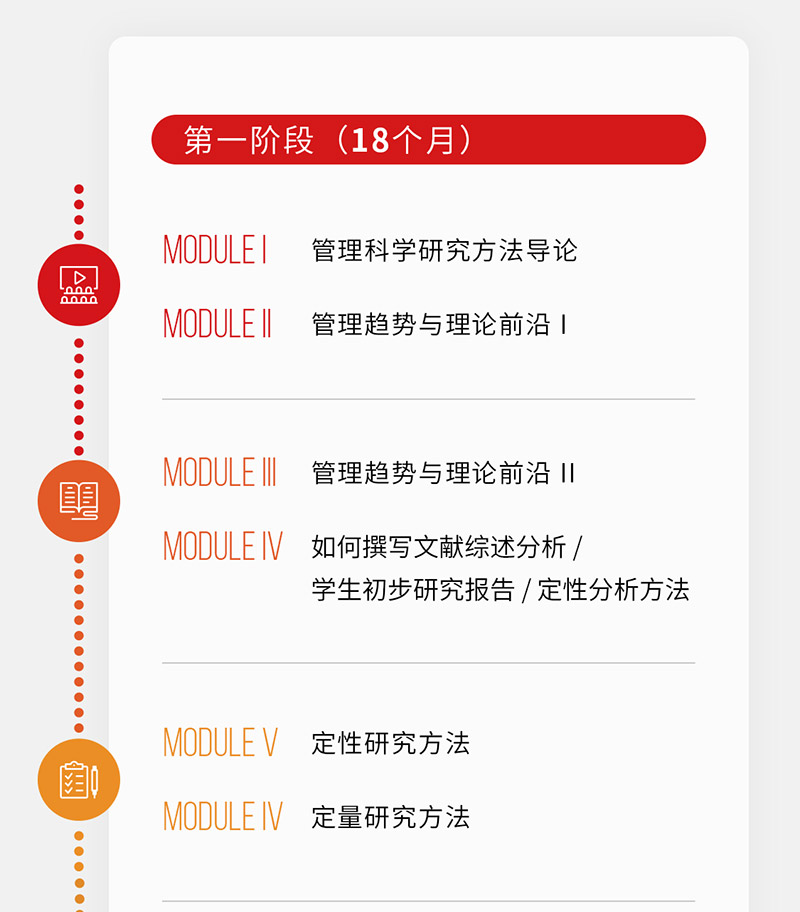 第一阶段（18个月）
MODULE I 管理科学研究方法导论
MODULE II 管理趋势与理论前沿 I
MODULE III 管理趋势与理论前沿 II
MODULE IV 如何撰写文献综述分析 /
学生初步研究报告 / 定性分析方法
MODULE V 定性研究方法
MODULE IV 定量研究方法